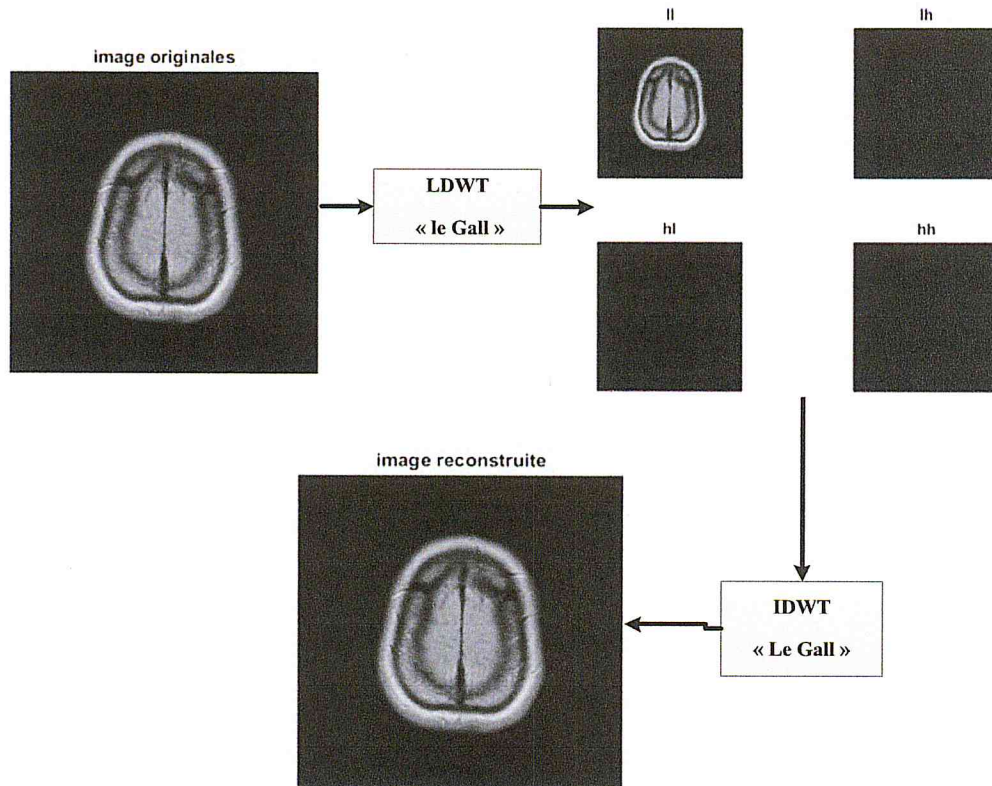 image originales
LDWT
« le Gall »
ll
lh
hl
hh
image reconstruite
IDWT
« Le Gall »